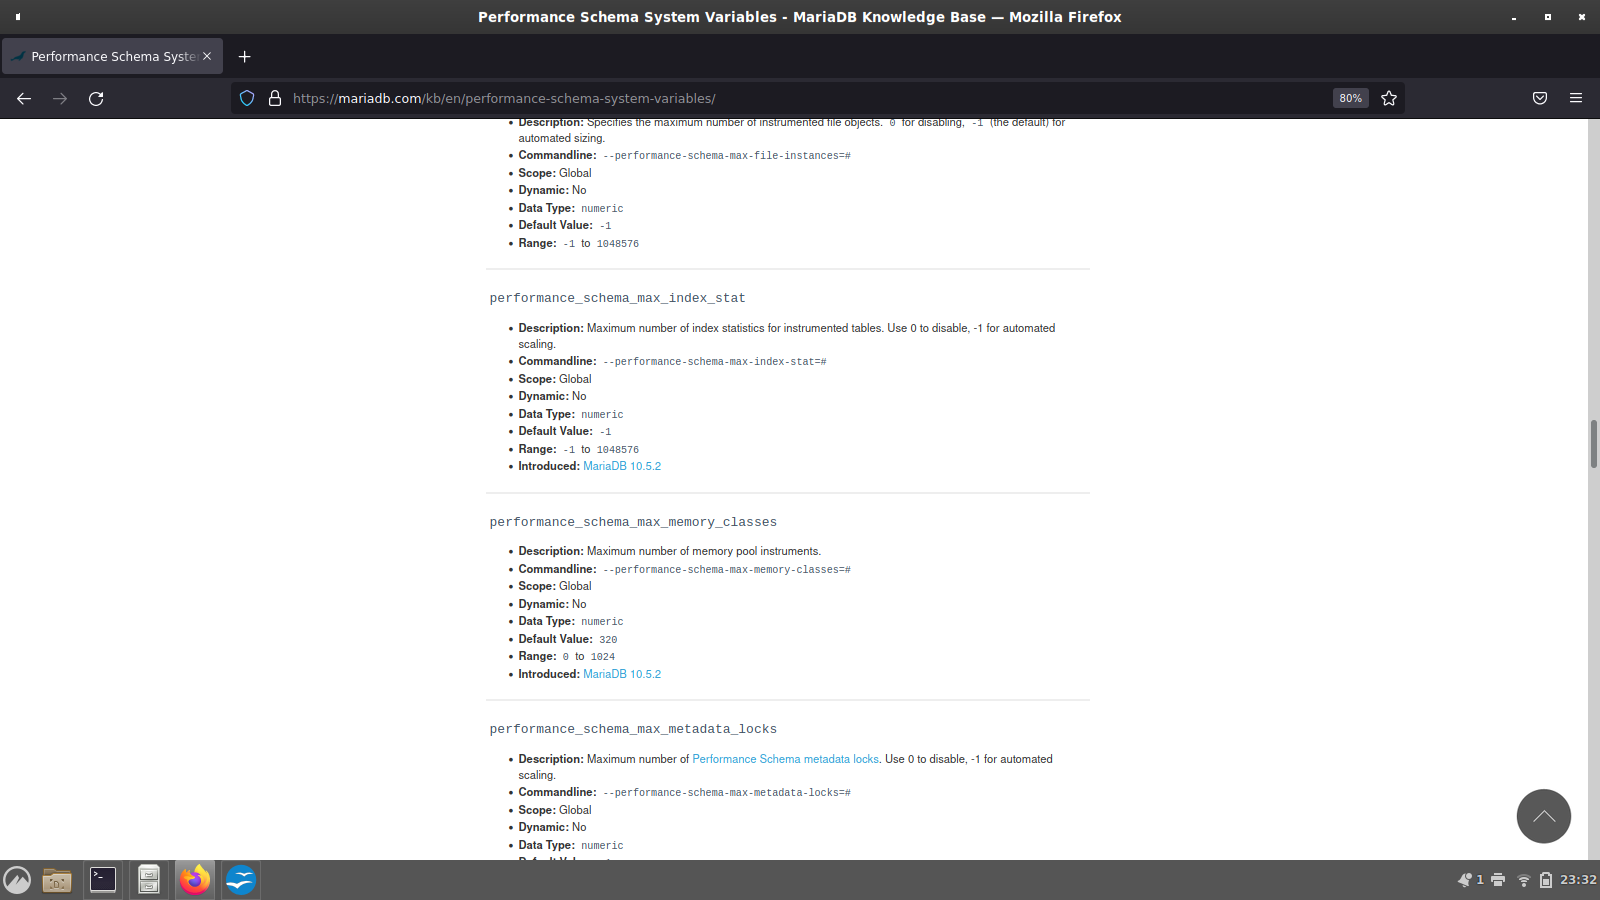 Performance Schema System Variables - MariaDB Knowledge Base — Mozilla Firefox
Performance Schema Syste
https://mariadb.com/kb/en/performance-schema-system-variables/
80%
Description: Specifies the maximum number of instrumented file objects. 0 for disabling, -1 (the default) for
automated sizing.
Commandline: --performance-schema-max-file-instances=#
Scope: Global
Dynamic: No
Data Type: numeric
Default Value: -1
Range: -1 to 1048576
performance_schema_max_index_stat
Description: Maximum number of index statistics for instrumented tables. Use 0 to disable, -1 for automated
scaling.
Commandline: --performance-schema-max-index-stat=#
Scope: Global
Dynamic: No
Data Type: numeric
Default Value: -1
Range: -1 to 1048576
Introduced: MariaDB 10.5.2
performance_schema_max_memory_classes
Description: Maximum number of memory pool instruments.
Commandline: --performance-schema-max-memory-classes=#
Scope: Global
Dynamic: No
Data Type: numeric
Default Value: 320
Range: 0 to 1024
Introduced: MariaDB 10.5.2
performance_schema_max_metadata_locks
Description: Maximum number of Performance Schema metadata locks. Use 0 to disable, -1 for automated
scaling.
Commandline: --performance-schema-max-metadata-locks=#
Scope: Global
Dynamic: No
Data Type: numeric
1
23:32